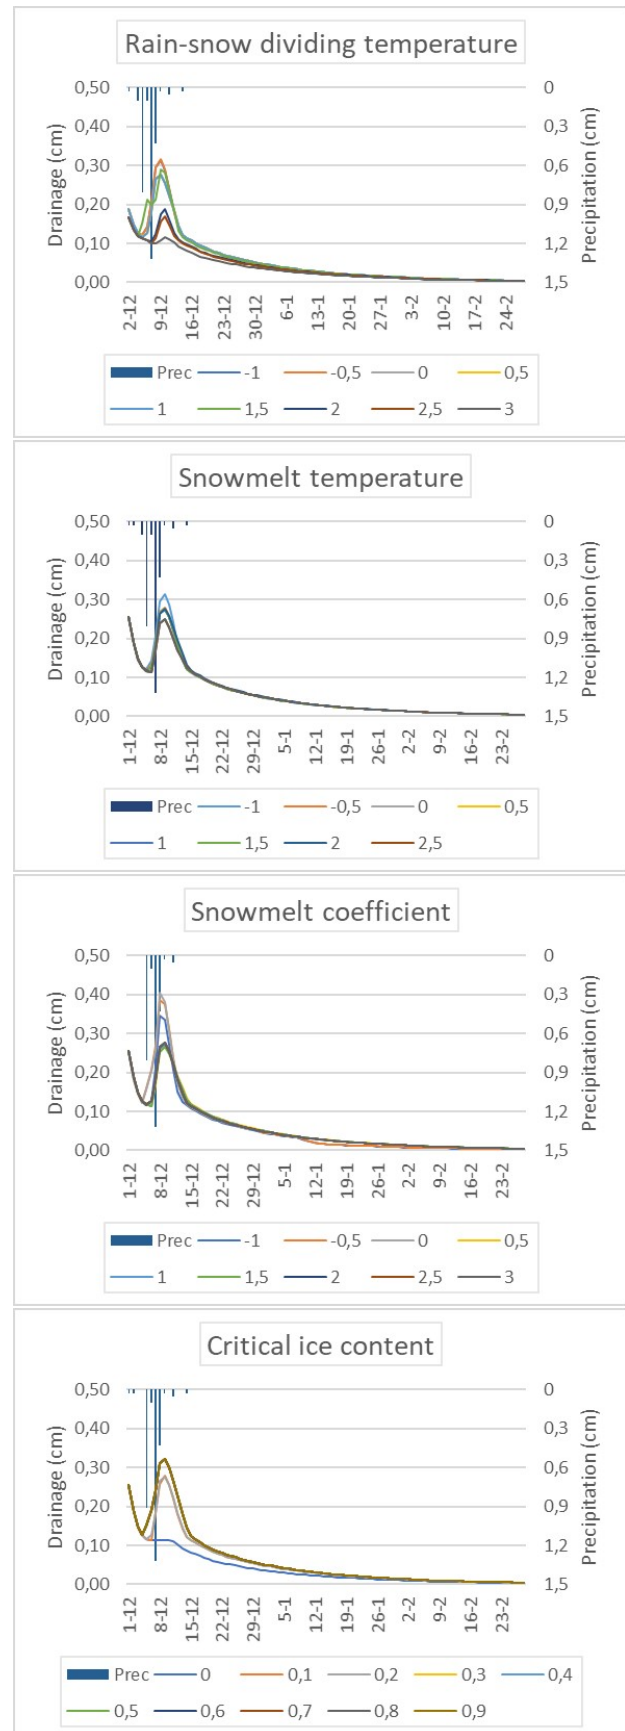 Rain-snow dividing temperature
0,50 0
0,40 0,3
0,30 0,6
0,20 0,9
0,10 1,2
0,00 1,5
Drainage (cm)
Precipitation (cm)
2-12 9-12 16-12 23-12 30-12 6-1 13-1 20-1 27-1 3-2 10-2 17-2 24-2
Prec -1 -0,5 0 0,5
1 1,5 2 2,5 3
Snowmelt temperature
0,50 0
0,40 0,3
0,30 0,6
0,20 0,9
0,10 1,2
0,00 1,5
Drainage (cm)
Precipitation (cm)
1-12 8-12 15-12 22-12 29-12 5-1 12-1 19-1 26-1 2-2 9-2 16-2 23-2
Prec -1 -0,5 0 0,5
1 1,5 2 2,5
Snowmelt coefficient
0,50 0
0,40 0,3
0,30 0,6
0,20 0,9
0,10 1,2
0,00 1,5
Drainage (cm)
Precipitation (cm)
1-12 8-12 15-12 22-12 29-12 5-1 12-1 19-1 26-1 2-2 9-2 16-2 23-2
Prec -1 -0,5 0 0,5
1 1,5 2 2,5 3
Critical ice content
0,50 0
0,40 0,3
0,30 0,6
0,20 0,9
0,10 1,2
0,00 1,5
Drainage (cm)
Precipitation (cm)
1-12 8-12 15-12 22-12 29-12 5-1 12-1 19-1 26-1 2-2 9-2 16-2 23-2
Prec 0 0,1 0,2 0,3 0,4
0,5 0,6 0,7 0,8 0,9